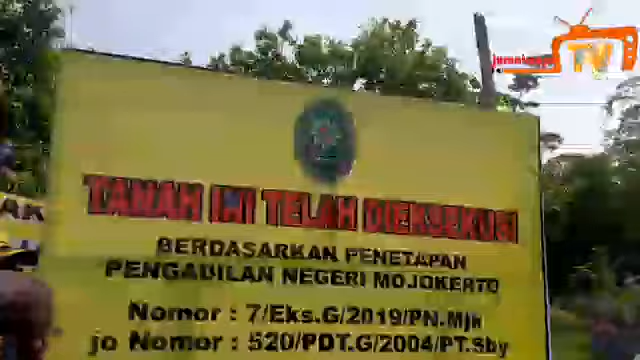 TV
TANAH INI TELAH DIEKSEKUSI
BERDASARKAN PENETAPAN
PENGADILAN NEGERI MOJOKERTO
Nomor : 7/Eks.G/2019/PN.Mjk
jo Nomor : 520/PDT.G/2004/PT.Sby